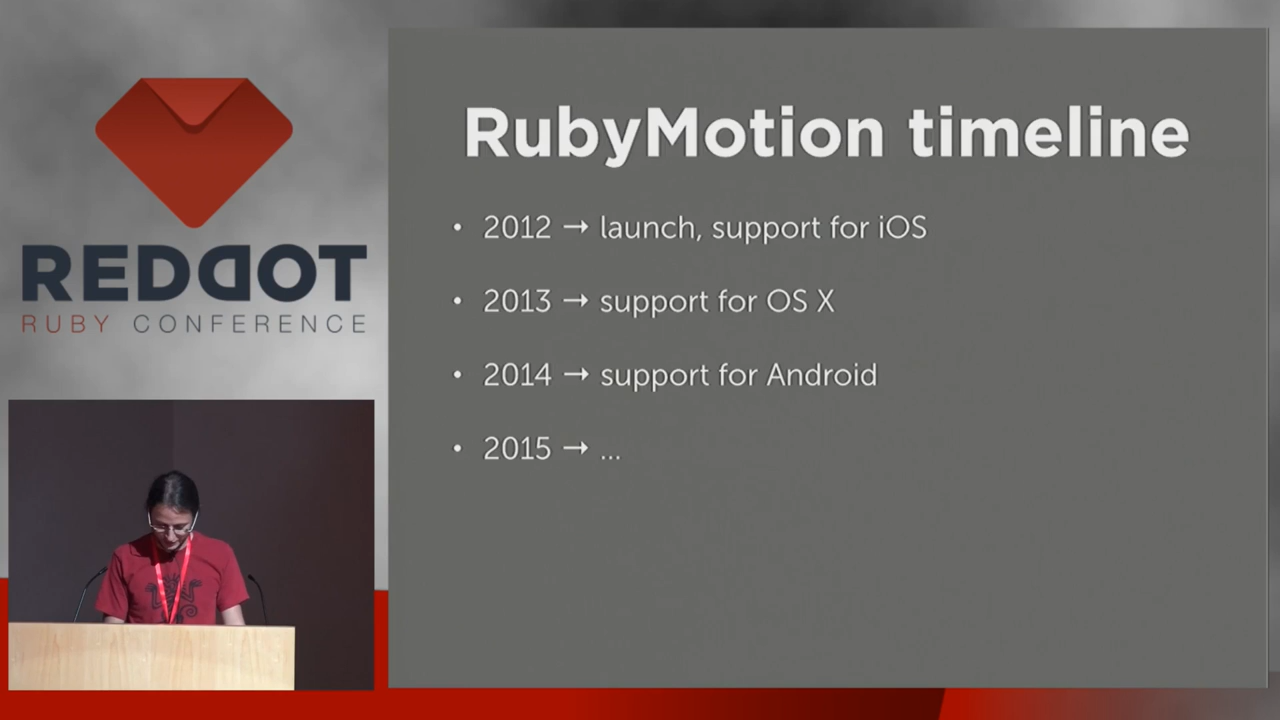 REDDOT
RUBY CONFERENCE
RubyMotion timeline
• 2012 → launch, support for iOS
• 2013 → support for OS X
• 2014 → support for Android
• 2015 → ...